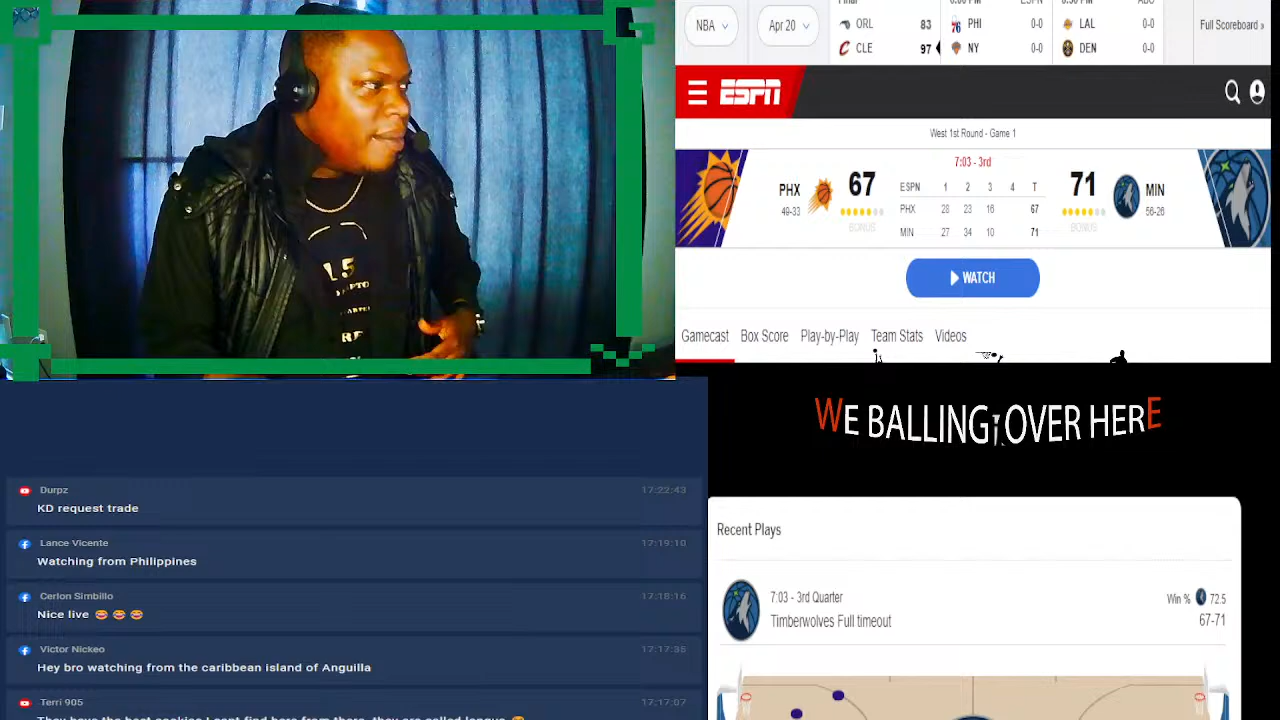 L5
RE
NBA
Apr 20
ORL 83
CLE 97
PHI 0-0
NY 0-0
LAL 0-0
DEN 0-0
Full Scoreboard »
ESPN
West 1st Round - Game 1
7:03 - 3rd
PHX
49-33
67
BONUS
ESPN 1 2 3 4 T
PHX 28 23 16 67
MIN 27 34 10 71
71
BONUS
MIN
56-26
WATCH
Gamecast Box Score Play-by-Play Team Stats Videos
WE BALLING OVER HERE
Durpz 17:22:43
KD request trade
Lance Vicente 17:19:10
Watching from Philippines
Cerlon Simbillo 17:18:16
Nice live 😂 😂 😂
Victor Nickeo 17:17:35
Hey bro watching from the caribbean island of Anguilla
Terri 905 17:17:07
Recent Plays
7:03 - 3rd Quarter
Timberwolves Full timeout
Win % 72.5
67-71